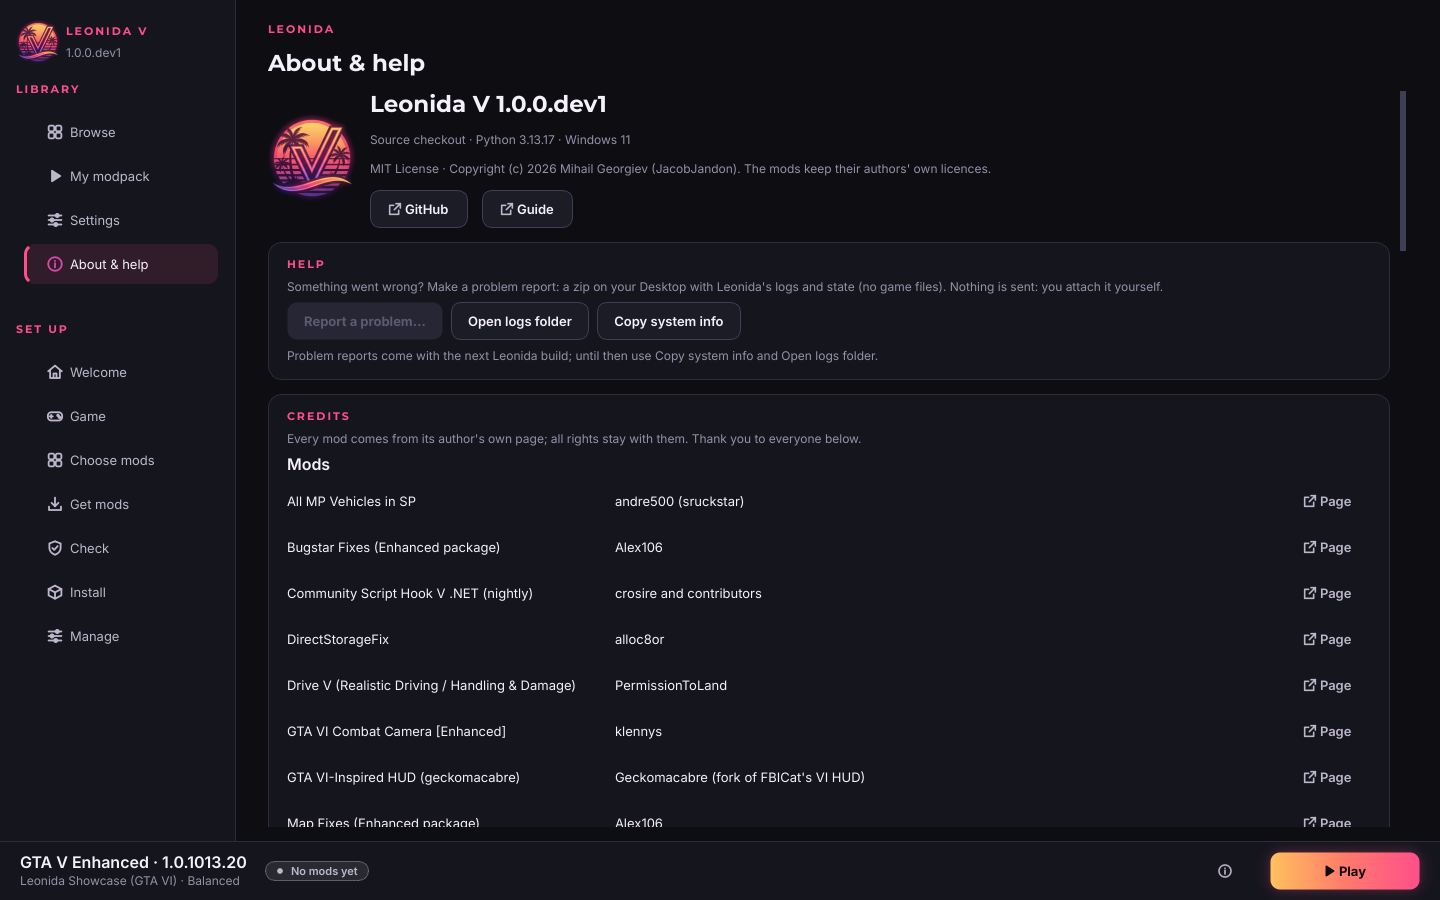 LEONIDA V
1.0.0.dev1
LIBRARY
Browse
My modpack
Settings
About & help
SET UP
Welcome
Game
Choose mods
Get mods
Check
Install
Manage
LEONIDA
About & help
Leonida V 1.0.0.dev1
Source checkout · Python 3.13.17 · Windows 11
MIT License · Copyright (c) 2026 Mihail Georgiev (JacobJandon). The mods keep their authors' own licences.
GitHub Guide
HELP
Something went wrong? Make a problem report: a zip on your Desktop with Leonida's logs and state (no game files). Nothing is sent: you attach it yourself.
Report a problem... Open logs folder Copy system info
Problem reports come with the next Leonida build; until then use Copy system info and Open logs folder.
CREDITS
Every mod comes from its author's own page; all rights stay with them. Thank you to everyone below.
Mods
All MP Vehicles in SP andre500 (sruckstar) Page
Bugstar Fixes (Enhanced package) Alex106 Page
Community Script Hook V .NET (nightly) crosire and contributors Page
DirectStorageFix alloc8or Page
Drive V (Realistic Driving / Handling & Damage) PermissionToLand Page
GTA VI Combat Camera [Enhanced] klennys Page
GTA VI-Inspired HUD (geckomacabre) Geckomacabre (fork of FBICat's VI HUD) Page
Map Fixes (Enhanced package) Alex106 Page
GTA V Enhanced · 1.0.1013.20
Leonida Showcase (GTA VI) · Balanced
No mods yet
Play